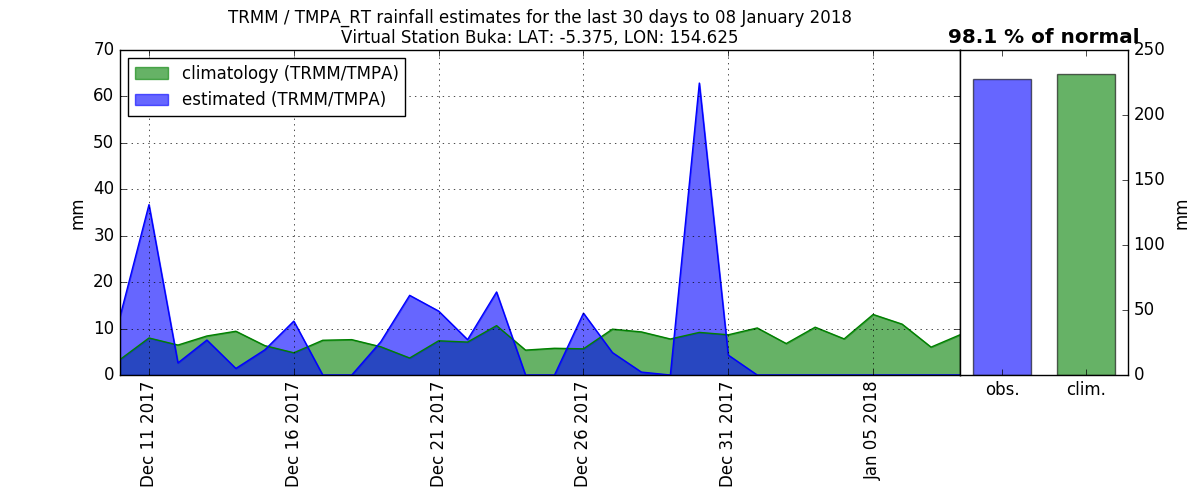 TRMM / TMPA_RT rainfall estimates for the last 30 days to 08 January 2018
Virtual Station Buka: LAT: -5.375, LON: 154.625
98.1 % of normal
climatology (TRMM/TMPA)
estimated (TRMM/TMPA)
mm
70
60
50
40
30
20
10
0
Dec 11 2017
Dec 16 2017
Dec 21 2017
Dec 26 2017
Dec 31 2017
Jan 05 2018
obs.
clim.
250
200
150
100
50
0
mm